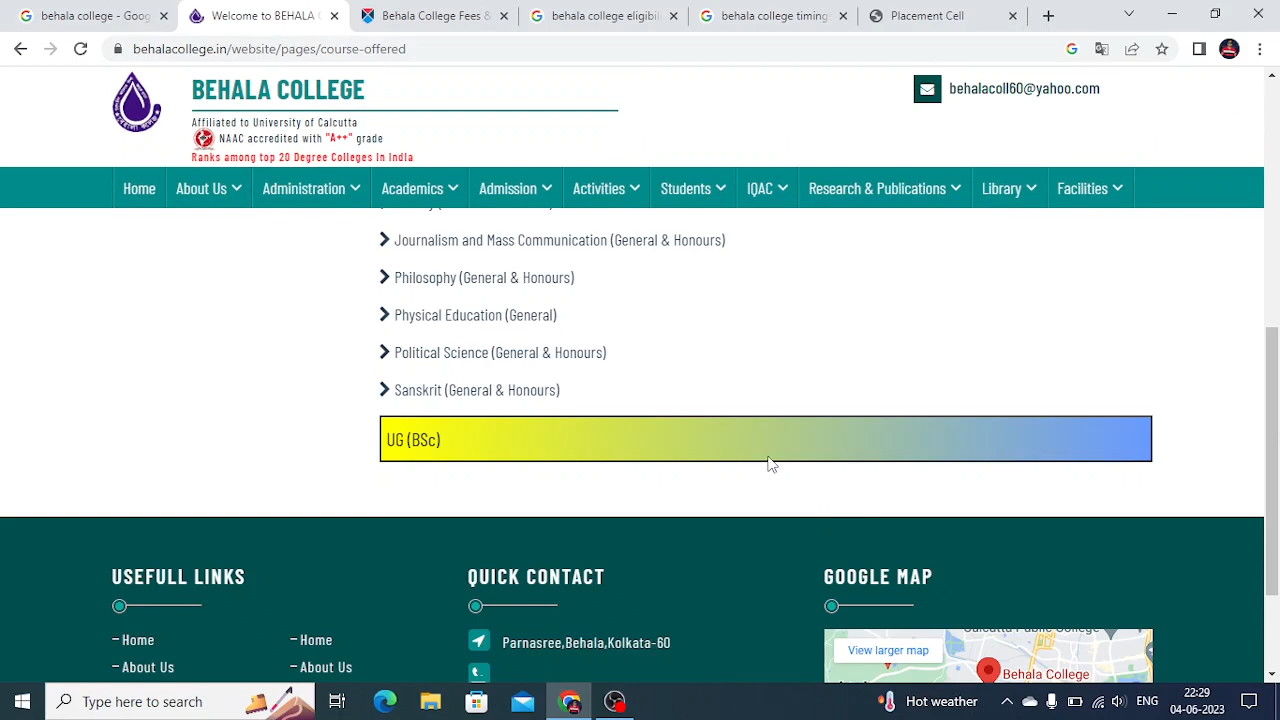 behala college - Goog
Welcome to BEHALA C
Behala College Fees &
behala college eligibil
behala college timing
Placement Cell
behalacollege.in/website/pages/course-offered
BEHALA COLLEGE
Affiliated to University of Calcutta
NAAC accredited with "A++" grade
Ranks among top 20 Degree Colleges in India
behalacoll60@yahoo.com
Home About Us Administration Academics Admission Activities Students IQAC Research & Publications Library Facilities
Journalism and Mass Communication (General & Honours)
Philosophy (General & Honours)
Physical Education (General)
Political Science (General & Honours)
Sanskrit (General & Honours)
UG (BSc)
USEFULL LINKS
Home
Home
About Us
About Us
QUICK CONTACT
Parnasree,Behala,Kolkata-60
GOOGLE MAP
Calcutta Public College
View larger map
Behala College
Type here to search
Hot weather
ENG
22:29
04-06-2023